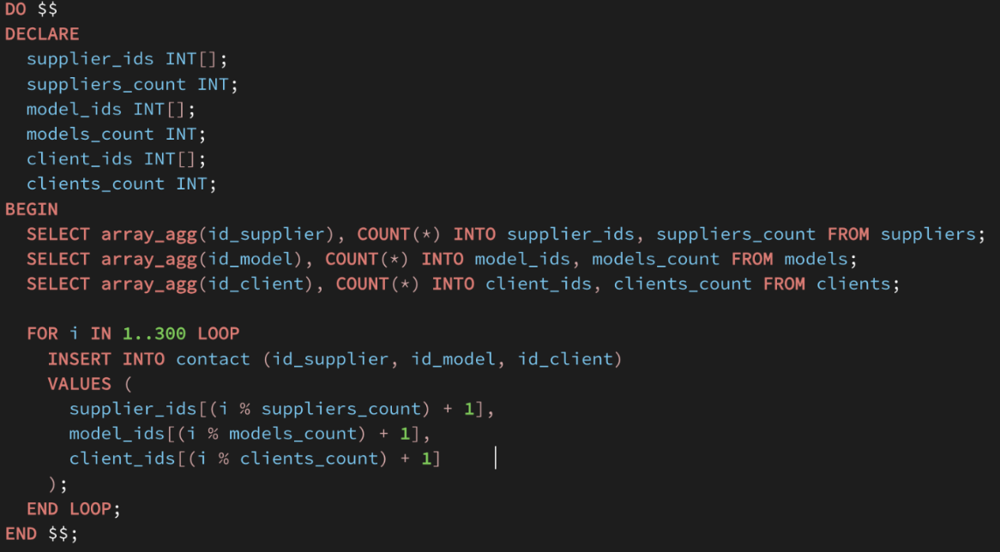 DO $$
DECLARE
  supplier_ids INT[];
  suppliers_count INT;
  model_ids INT[];
  models_count INT;
  client_ids INT[];
  clients_count INT;
BEGIN
  SELECT array_agg(id_supplier), COUNT(*) INTO supplier_ids, suppliers_count FROM suppliers;
  SELECT array_agg(id_model), COUNT(*) INTO model_ids, models_count FROM models;
  SELECT array_agg(id_client), COUNT(*) INTO client_ids, clients_count FROM clients;

  FOR i IN 1..300 LOOP
    INSERT INTO contact (id_supplier, id_model, id_client)
    VALUES (
      supplier_ids[(i % suppliers_count) + 1],
      model_ids[(i % models_count) + 1],
      client_ids[(i % clients_count) + 1]
    );
  END LOOP;
END $$;